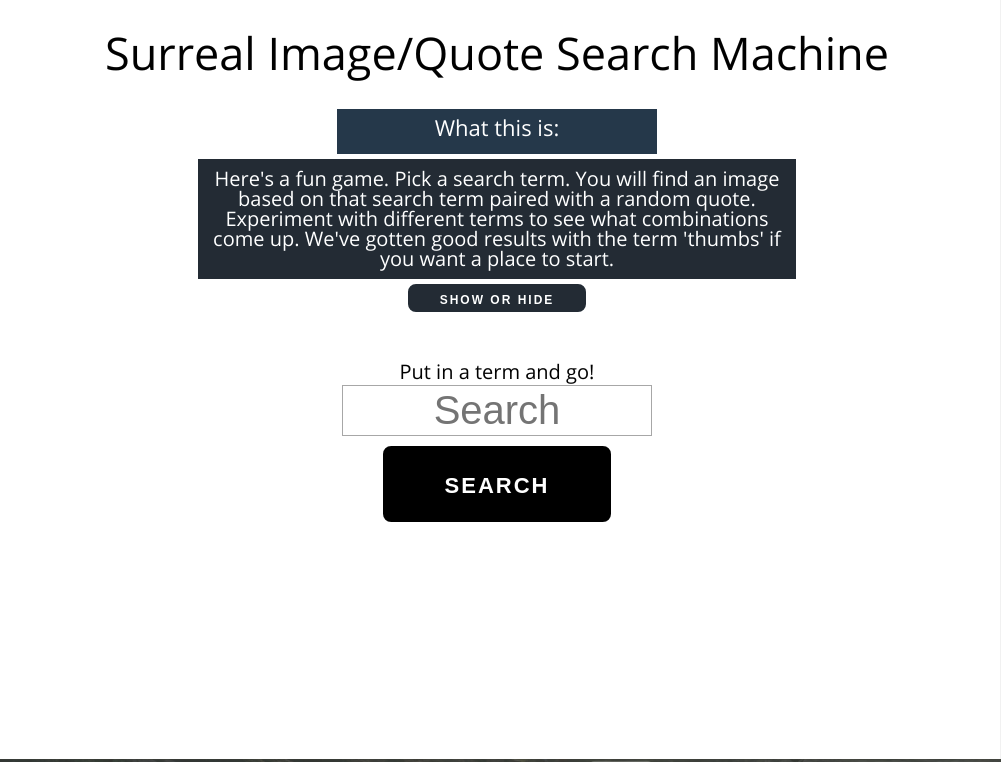 Surreal Image/Quote Search Machine
What this is:
Here's a fun game. Pick a search term. You will find an image
based on that search term paired with a random quote.
Experiment with different terms to see what combinations
come up. We've gotten good results with the term 'thumbs' if
you want a place to start.
SHOW OR HIDE
Put in a term and go!
Search
SEARCH